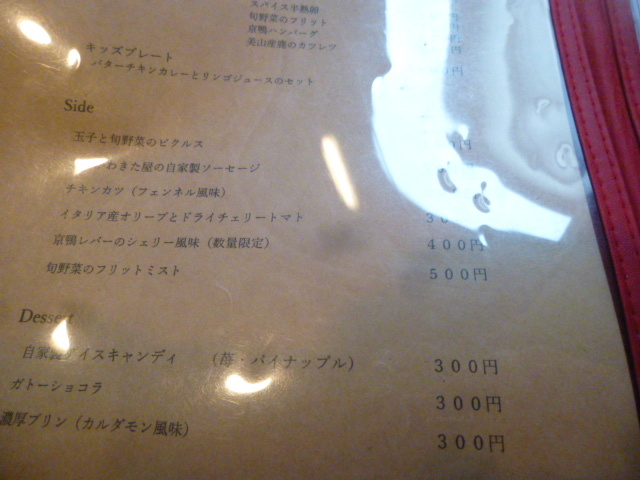 スパイス半熟卵
旬野菜のフリット
京鴨ハンバーグ
美山産鹿のカツレツ 円
キッズプレート
バターチキンカレーとリンゴジュースのセット 円
Side
玉子と旬野菜のピクルス 円
わきた屋の自家製ソーセージ
チキンカツ（フェンネル風味）
イタリア産オリーブとドライチェリートマト
京鴨レバーのシェリー風味（数量限定） 400円
旬野菜のフリットミスト 500円
Dessert
自家製アイスキャンディ （苺・パイナップル） 300円
ガトーショコラ 300円
濃厚プリン（カルダモン風味） 300円